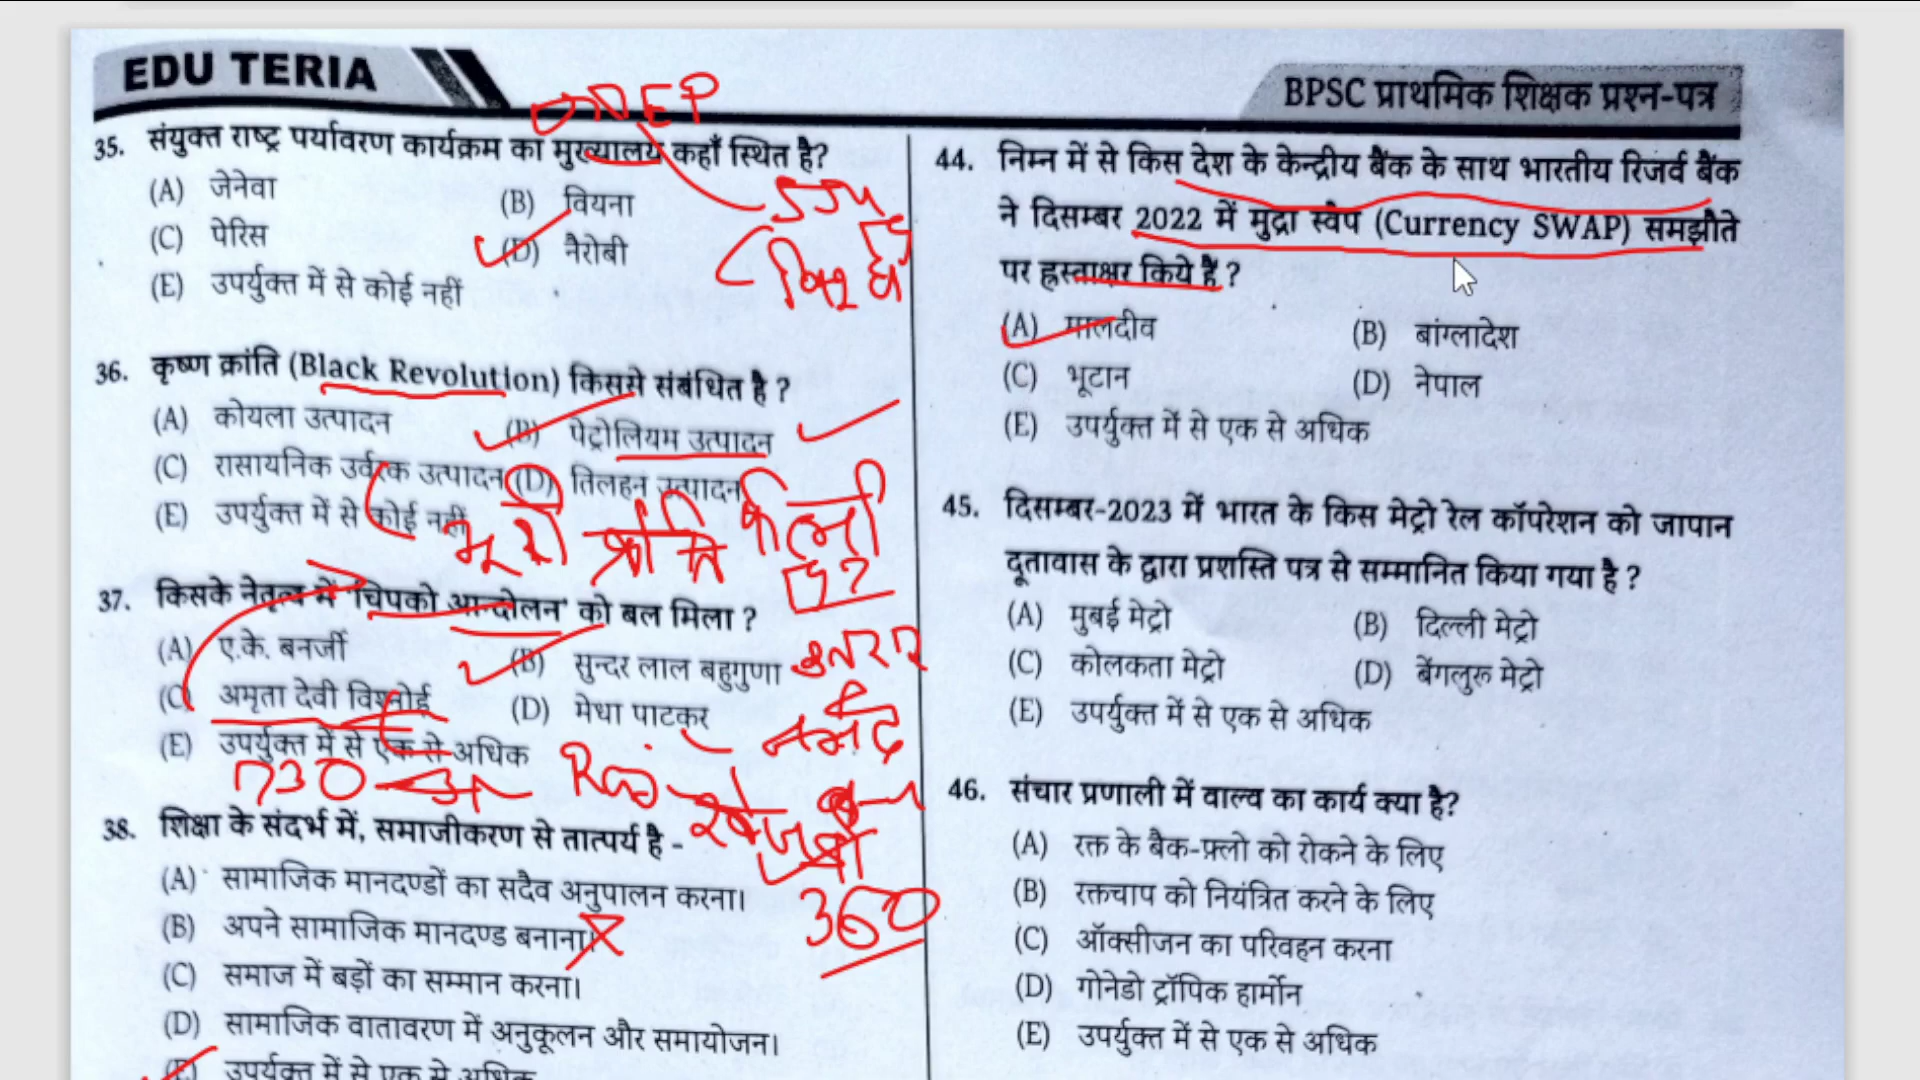 EDU TERIA
BPSC प्राथमिक शिक्षक प्रश्न-पत्र
UNEP
35. संयुक्त राष्ट्र पर्यावरण कार्यक्रम का मुख्यालय कहाँ स्थित है?
(A) जेनेवा
(B) वियना
(C) पेरिस
(D) नैरोबी
(E) उपर्युक्त में से कोई नहीं
36. कृष्ण क्रांति (Black Revolution) किससे संबंधित है ?
(A) कोयला उत्पादन
(B) पेट्रोलियम उत्पादन
(C) रासायनिक उर्वरक उत्पादन
(D) तिलहन उत्पादन
(E) उपर्युक्त में से कोई नहीं
भूरी क्रांति
37. किसके नेतृत्व में 'चिपको आन्दोलन' को बल मिला ?
(A) ए.के. बनर्जी
(B) सुन्दर लाल बहुगुणा
(C) अमृता देवी विश्नोई
(D) मेधा पाटकर
(E) उपर्युक्त में से एक से अधिक
1730
38. शिक्षा के संदर्भ में, समाजीकरण से तात्पर्य है -
(A) सामाजिक मानदण्डों का सदैव अनुपालन करना।
360
(B) अपने सामाजिक मानदण्ड बनाना।
(C) समाज में बड़ों का सम्मान करना।
(D) सामाजिक वातावरण में अनुकूलन और समायोजन।
(E) उपर्युक्त में से एक से अधिक
44. निम्न में से किस देश के केन्द्रीय बैंक के साथ भारतीय रिजर्व बैंक
ने दिसम्बर 2022 में मुद्रा स्वैप (Currency SWAP) समझौते
पर हस्ताक्षर किये हैं ?
(A) मालदीव
(B) बांग्लादेश
(C) भूटान
(D) नेपाल
(E) उपर्युक्त में से एक से अधिक
45. दिसम्बर-2023 में भारत के किस मेट्रो रेल कॉपरेशन को जापान
दूतावास के द्वारा प्रशस्ति पत्र से सम्मानित किया गया है ?
(A) मुबई मेट्रो
(B) दिल्ली मेट्रो
(C) कोलकता मेट्रो
(D) बेंगलुरू मेट्रो
(E) उपर्युक्त में से एक से अधिक
46. संचार प्रणाली में वाल्व का कार्य क्या है?
(A) रक्त के बैक-फ़्लो को रोकने के लिए
(B) रक्तचाप को नियंत्रित करने के लिए
(C) ऑक्सीजन का परिवहन करना
(D) गोनेडो ट्रॉपिक हार्मोन
(E) उपर्युक्त में से एक से अधिक